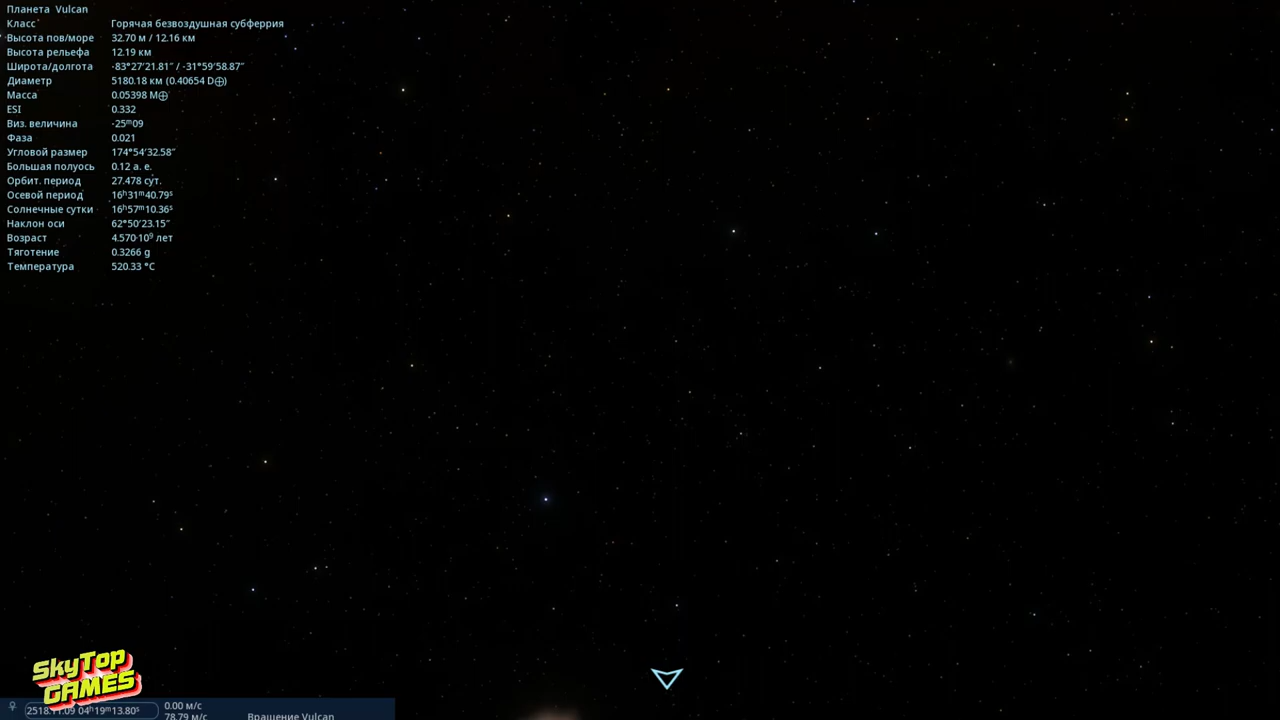 Планета Vulcan
Класс Горячая безвоздушная субферрия
Высота пов/море 32.70 м / 12.16 км
Высота рельефа 12.19 км
Широта/долгота -83°27′21.81″ / -31°59′58.87″
Диаметр 5180.18 км (0.40654 D⊕)
Масса 0.05398 M⊕
ESI 0.332
Виз. величина -25ᵐ09
Фаза 0.021
Угловой размер 174°54′32.58″
Большая полуось 0.12 а. е.
Орбит. период 27.478 сут.
Осевой период 16ʰ31ᵐ40.79ˢ
Солнечные сутки 16ʰ57ᵐ10.36ˢ
Наклон оси 62°50′23.15″
Возраст 4.570·10⁹ лет
Тяготение 0.3266 g
Температура 520.33 °C
SkyTop
GAMES
2518.11.09 04ʰ19ᵐ13.80ˢ
0.00 м/с
78.79 м/с Вращение Vulcan